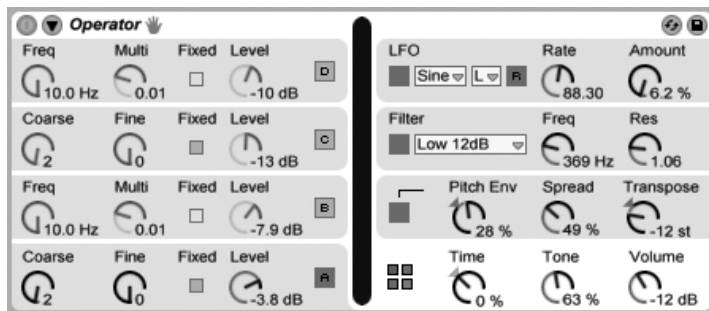 Operator
Freq Multi Fixed Level
10.0 Hz 0.01 -10 dB D
Coarse Fine Fixed Level
2 0 -13 dB C
Freq Multi Fixed Level
10.0 Hz 0.01 -7.9 dB B
Coarse Fine Fixed Level
2 0 -3.8 dB A
LFO Rate Amount
Sine L R 88.30 6.2 %
Filter Freq Res
Low 12dB 369 Hz 1.06
Pitch Env Spread Transpose
28 % 49 % -12 st
Time Tone Volume
0 % 63 % -12 dB